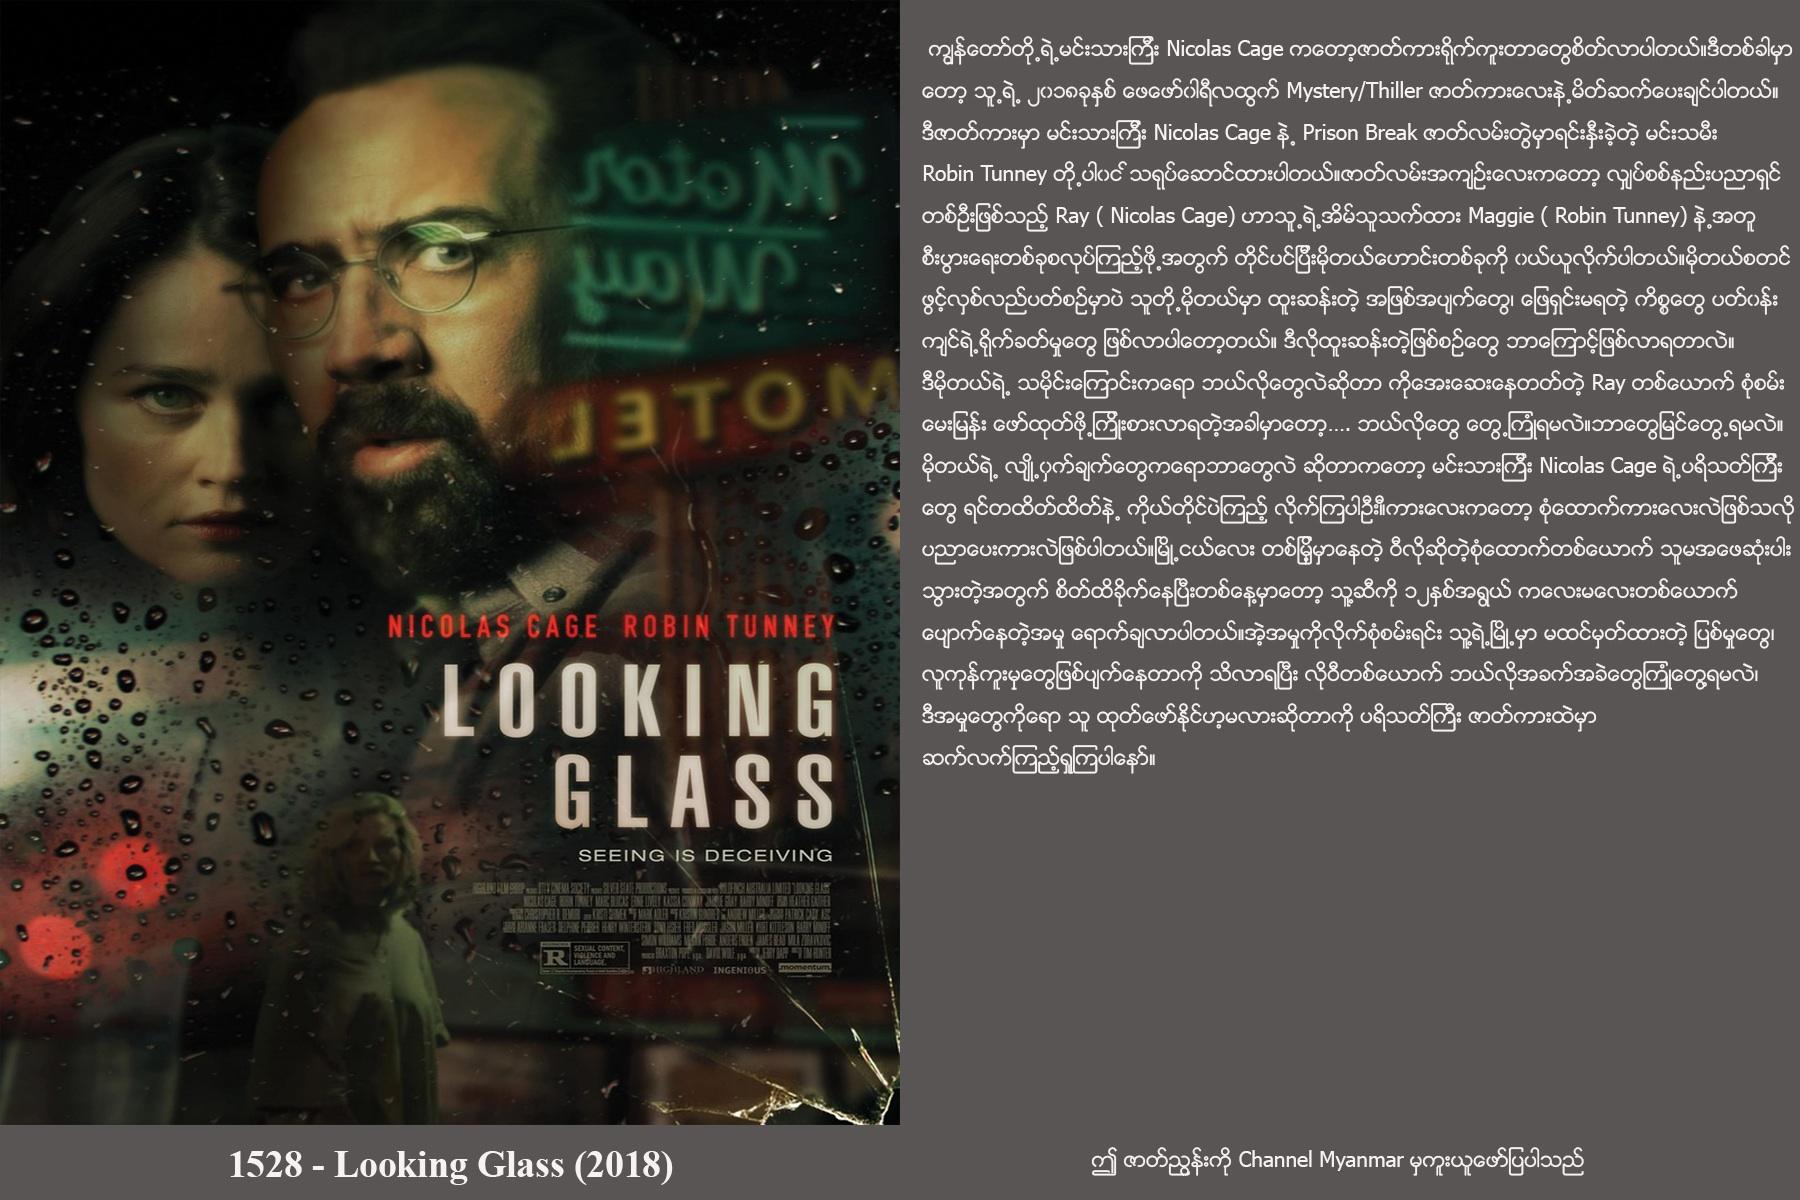 Motor
Way
MOTEL
NICOLAS CAGE ROBIN TUNNEY
LOOKING
GLASS
SEEING IS DECEIVING
R
SEXUAL CONTENT,
VIOLENCE AND
LANGUAGE.
HIGHLAND INGENIOUS momentum
1528 - Looking Glass (2018)
ကျွန်တော်တို့ရဲ့မင်းသားကြီး Nicolas Cage ကတော့ဇာတ်ကားရိုက်ကူးတာတွေစိတ်လာပါတယ်။ဒီတစ်ခါမှာ
တော့ သူ့ရဲ့ ၂၀၁၈ခုနှစ် ဖေဖော်ဝါရီလထွက် Mystery/Thiller ဇာတ်ကားလေးနဲ့မိတ်ဆက်ပေးချင်ပါတယ်။
ဒီဇာတ်ကားမှာ မင်းသားကြီး Nicolas Cage နဲ့ Prison Break ဇာတ်လမ်းတွဲမှာရင်းနှီးခဲ့တဲ့ မင်းသမီး
Robin Tunney တို့ပါဝင် သရုပ်ဆောင်ထားပါတယ်။ဇာတ်လမ်းအကျဉ်းလေးကတော့ လျှပ်စစ်နည်းပညာရှင်
တစ်ဦးဖြစ်သည့် Ray ( Nicolas Cage) ဟာသူ့ရဲ့အိမ်သူသက်ထား Maggie ( Robin Tunney) နဲ့အတူ
စီးပွားရေးတစ်ခုစလုပ်ကြည့်ဖို့အတွက် တိုင်ပင်ပြီးမိုတယ်ဟောင်းတစ်ခုကို ဝယ်ယူလိုက်ပါတယ်။မိုတယ်စတင်
ဖွင့်လှစ်လည်ပတ်စဉ်မှာပဲ သူတို့မိုတယ်မှာ ထူးဆန်းတဲ့ အဖြစ်အပျက်တွေ၊ ဖြေရှင်းမရတဲ့ ကိစ္စတွေ ပတ်ဝန်း
ကျင်ရဲ့ရိုက်ခတ်မှုတွေ ဖြစ်လာပါတော့တယ်။ ဒီလိုထူးဆန်းတဲ့ဖြစ်စဉ်တွေ ဘာကြောင့်ဖြစ်လာရတာလဲ။
ဒီမိုတယ်ရဲ့ သမိုင်းကြောင်းကရော ဘယ်လိုတွေလဲဆိုတာ ကိုအေးဆေးနေတတ်တဲ့ Ray တစ်ယောက် စုံစမ်း
မေးမြန်း ဖော်ထုတ်ဖို့ကြိုးစားလာရတဲ့အခါမှာတော့.... ဘယ်လိုတွေ တွေ့ကြုံရမလဲ။ဘာတွေမြင်တွေ့ရမလဲ။
မိုတယ်ရဲ့ လျှို့ဝှက်ချက်တွေကရောဘာတွေလဲ ဆိုတာကတော့ မင်းသားကြီး Nicolas Cage ရဲ့ပရိသတ်ကြီး
တွေ ရင်တထိတ်ထိတ်နဲ့ ကိုယ်တိုင်ပဲကြည့် လိုက်ကြပါဦး။ီကားလေးကတော့ စုံထောက်ကားလေးလဲဖြစ်သလို
ပညာပေးကားလဲဖြစ်ပါတယ်။မြို့ငယ်လေး တစ်မြို့မှာနေတဲ့ ဝီလိုဆိုတဲ့စုံထောက်တစ်ယောက် သူမအဖေဆုံးပါး
သွားတဲ့အတွက် စိတ်ထိခိုက်နေပြီးတစ်နေ့မှာတော့ သူ့ဆီကို ၁၂နှစ်အရွယ် ကလေးမလေးတစ်ယောက်
ပျောက်နေတဲ့အမှု ရောက်ချလာပါတယ်။အဲ့အမှုကိုလိုက်စုံစမ်းရင်း သူ့ရဲ့မြို့မှာ မထင်မှတ်ထားတဲ့ ပြစ်မှုတွေ၊
လူကုန်ကူးမှုတွေဖြစ်ပျက်နေတာကို သိလာရပြီး လိုဝီတစ်ယောက် ဘယ်လိုအခက်အခဲတွေကြုံတွေ့ရမလဲ၊
ဒီအမှုတွေကိုရော သူ ထုတ်ဖော်နိုင်ဟ့မလားဆိုတာကို ပရိသတ်ကြီး ဇာတ်ကားထဲမှာ
ဆက်လက်ကြည့်ရှုကြပါနော်။
ဤ ဇာတ်ညွှန်းကို Channel Myanmar မှကူးယူဖော်ပြပါသည်